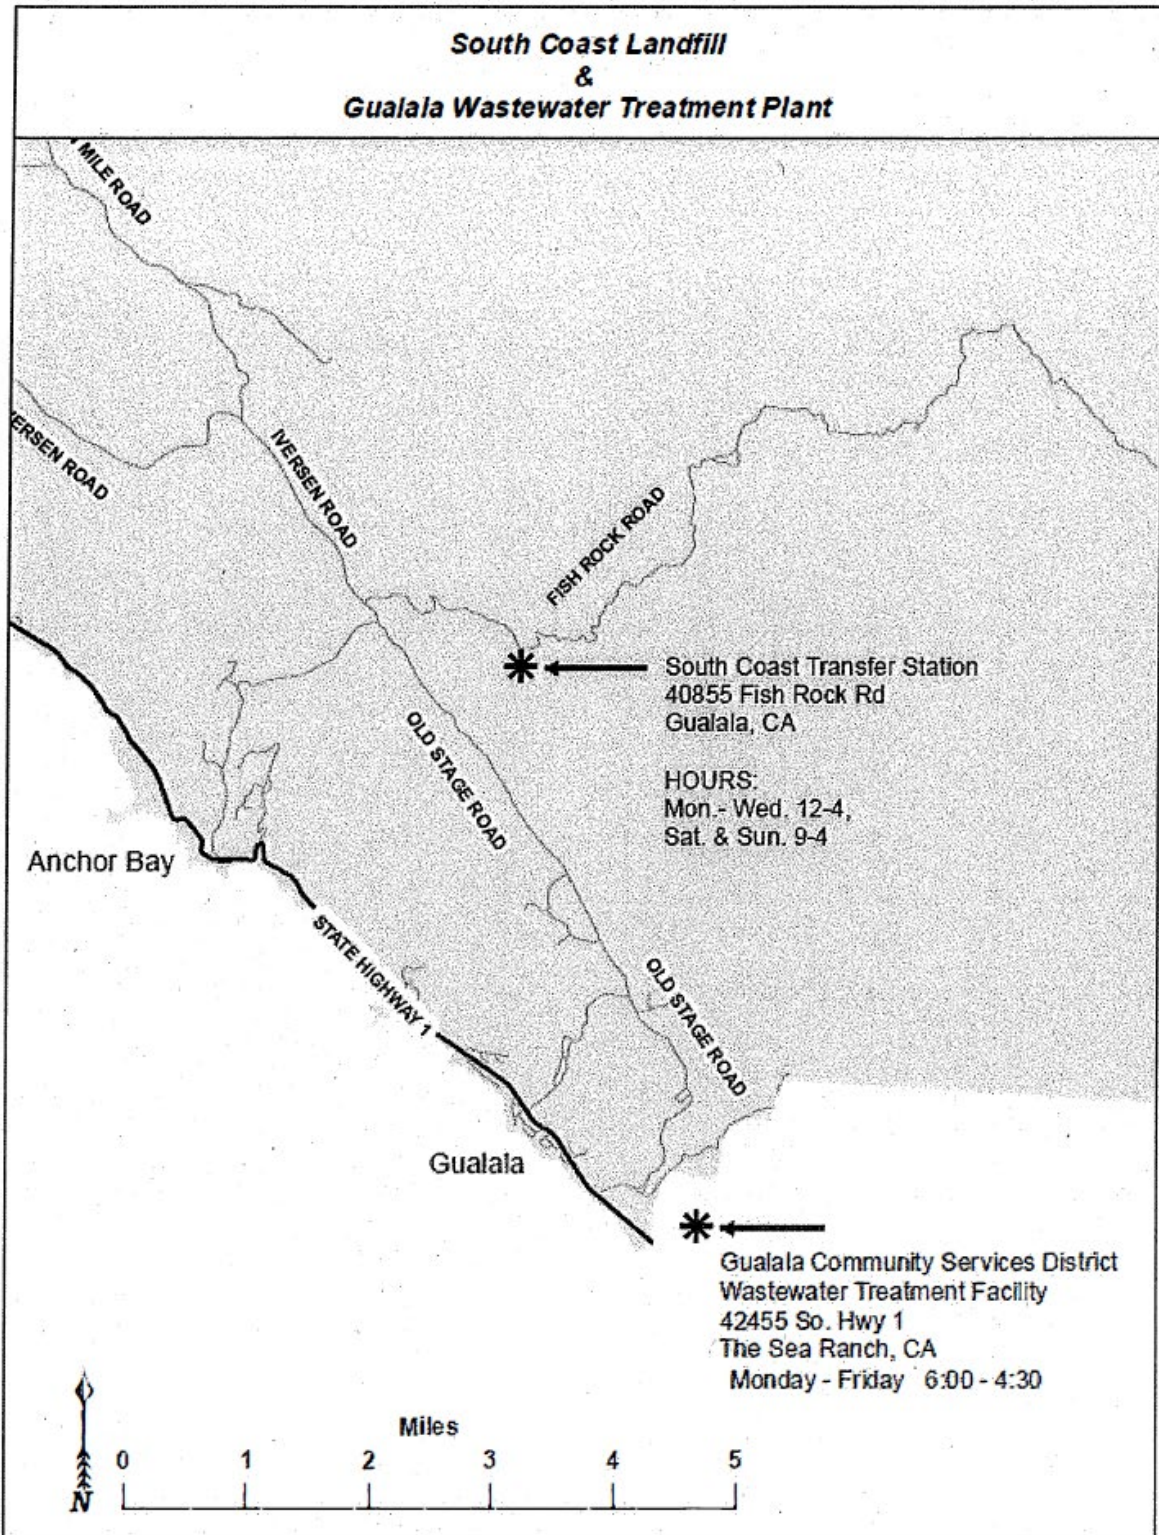 South Coast Landfill
&
Gualala Wastewater Treatment Plant
MILE ROAD
ERSEN ROAD
IVERSEN ROAD
FISH ROCK ROAD
South Coast Transfer Station
40855 Fish Rock Rd
Gualala, CA
HOURS:
Mon.- Wed. 12-4,
Sat. & Sun. 9-4
OLD STAGE ROAD
Anchor Bay
STATE HIGHWAY 1
OLD STAGE ROAD
Gualala
Gualala Community Services District
Wastewater Treatment Facility
42455 So. Hwy 1
The Sea Ranch, CA
Monday - Friday 6:00 - 4:30
Miles
0 1 2 3 4 5
N